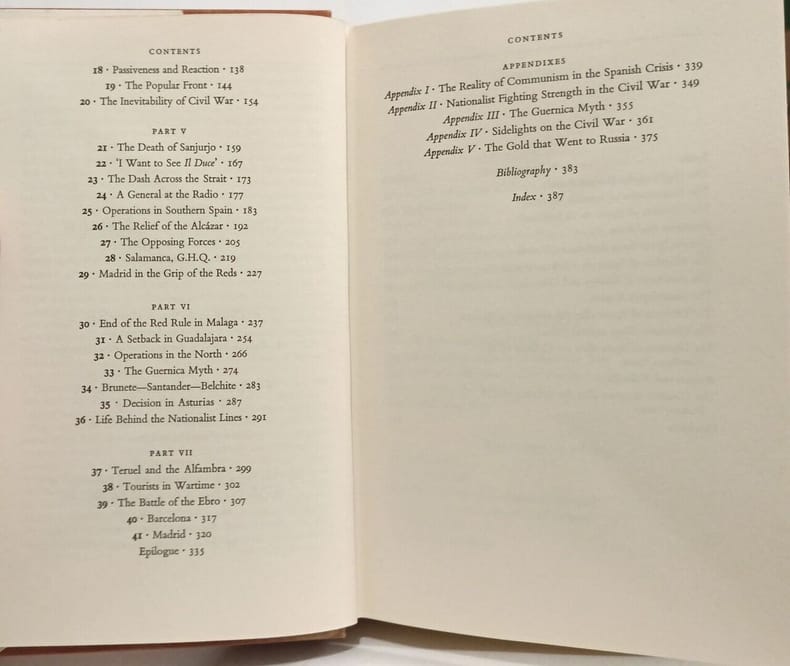 CONTENTS
18 · Passiveness and Reaction · 138
19 · The Popular Front · 144
20 · The Inevitability of Civil War · 154
PART V
21 · The Death of Sanjurjo · 159
22 · 'I Want to See Il Duce' · 167
23 · The Dash Across the Strait · 173
24 · A General at the Radio · 177
25 · Operations in Southern Spain · 183
26 · The Relief of the Alcázar · 192
27 · The Opposing Forces · 205
28 · Salamanca, G.H.Q. · 219
29 · Madrid in the Grip of the Reds · 227
PART VI
30 · End of the Red Rule in Malaga · 237
31 · A Setback in Guadalajara · 254
32 · Operations in the North · 266
33 · The Guernica Myth · 274
34 · Brunete—Santander—Belchite · 283
35 · Decision in Asturias · 287
36 · Life Behind the Nationalist Lines · 291
PART VII
37 · Teruel and the Alfambra · 299
38 · Tourists in Wartime · 302
39 · The Battle of the Ebro · 307
40 · Barcelona · 317
41 · Madrid · 320
Epilogue · 335
CONTENTS
APPENDIXES
Appendix I · The Reality of Communism in the Spanish Crisis · 339
Appendix II · Nationalist Fighting Strength in the Civil War · 349
Appendix III · The Guernica Myth · 355
Appendix IV · Sidelights on the Civil War · 361
Appendix V · The Gold that Went to Russia · 375
Bibliography · 383
Index · 387